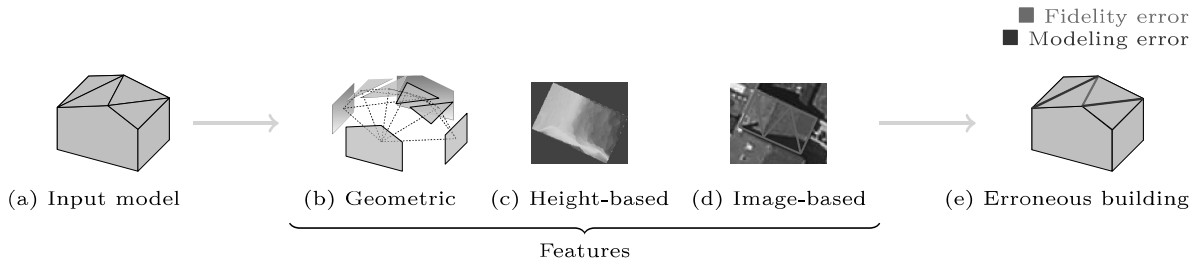 Fidelity error
Modeling error
(a) Input model
(b) Geometric
(c) Height-based
(d) Image-based
(e) Erroneous building
Features